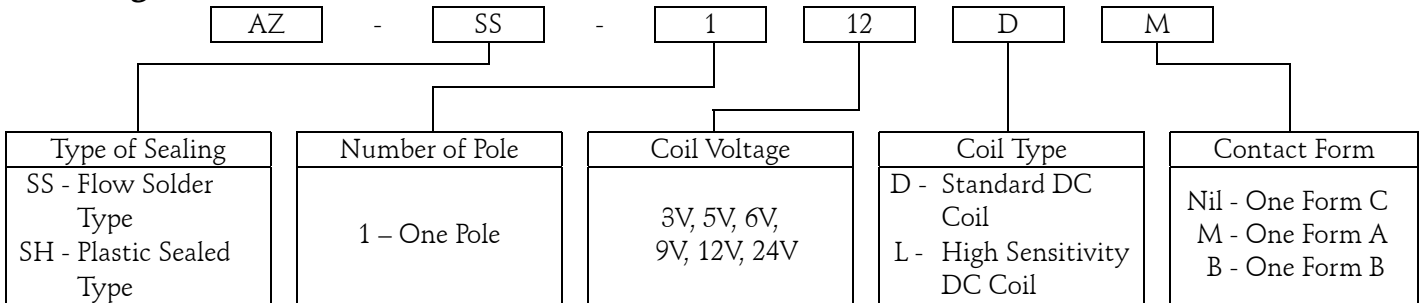 AZ - SS - 1 12 D M
Type of Sealing
SS - Flow Solder
Type
SH - Plastic Sealed
Type
Number of Pole
1 – One Pole
Coil Voltage
3V, 5V, 6V,
9V, 12V, 24V
Coil Type
D - Standard DC
Coil
L - High Sensitivity
DC Coil
Contact Form
Nil - One Form C
M - One Form A
B - One Form B